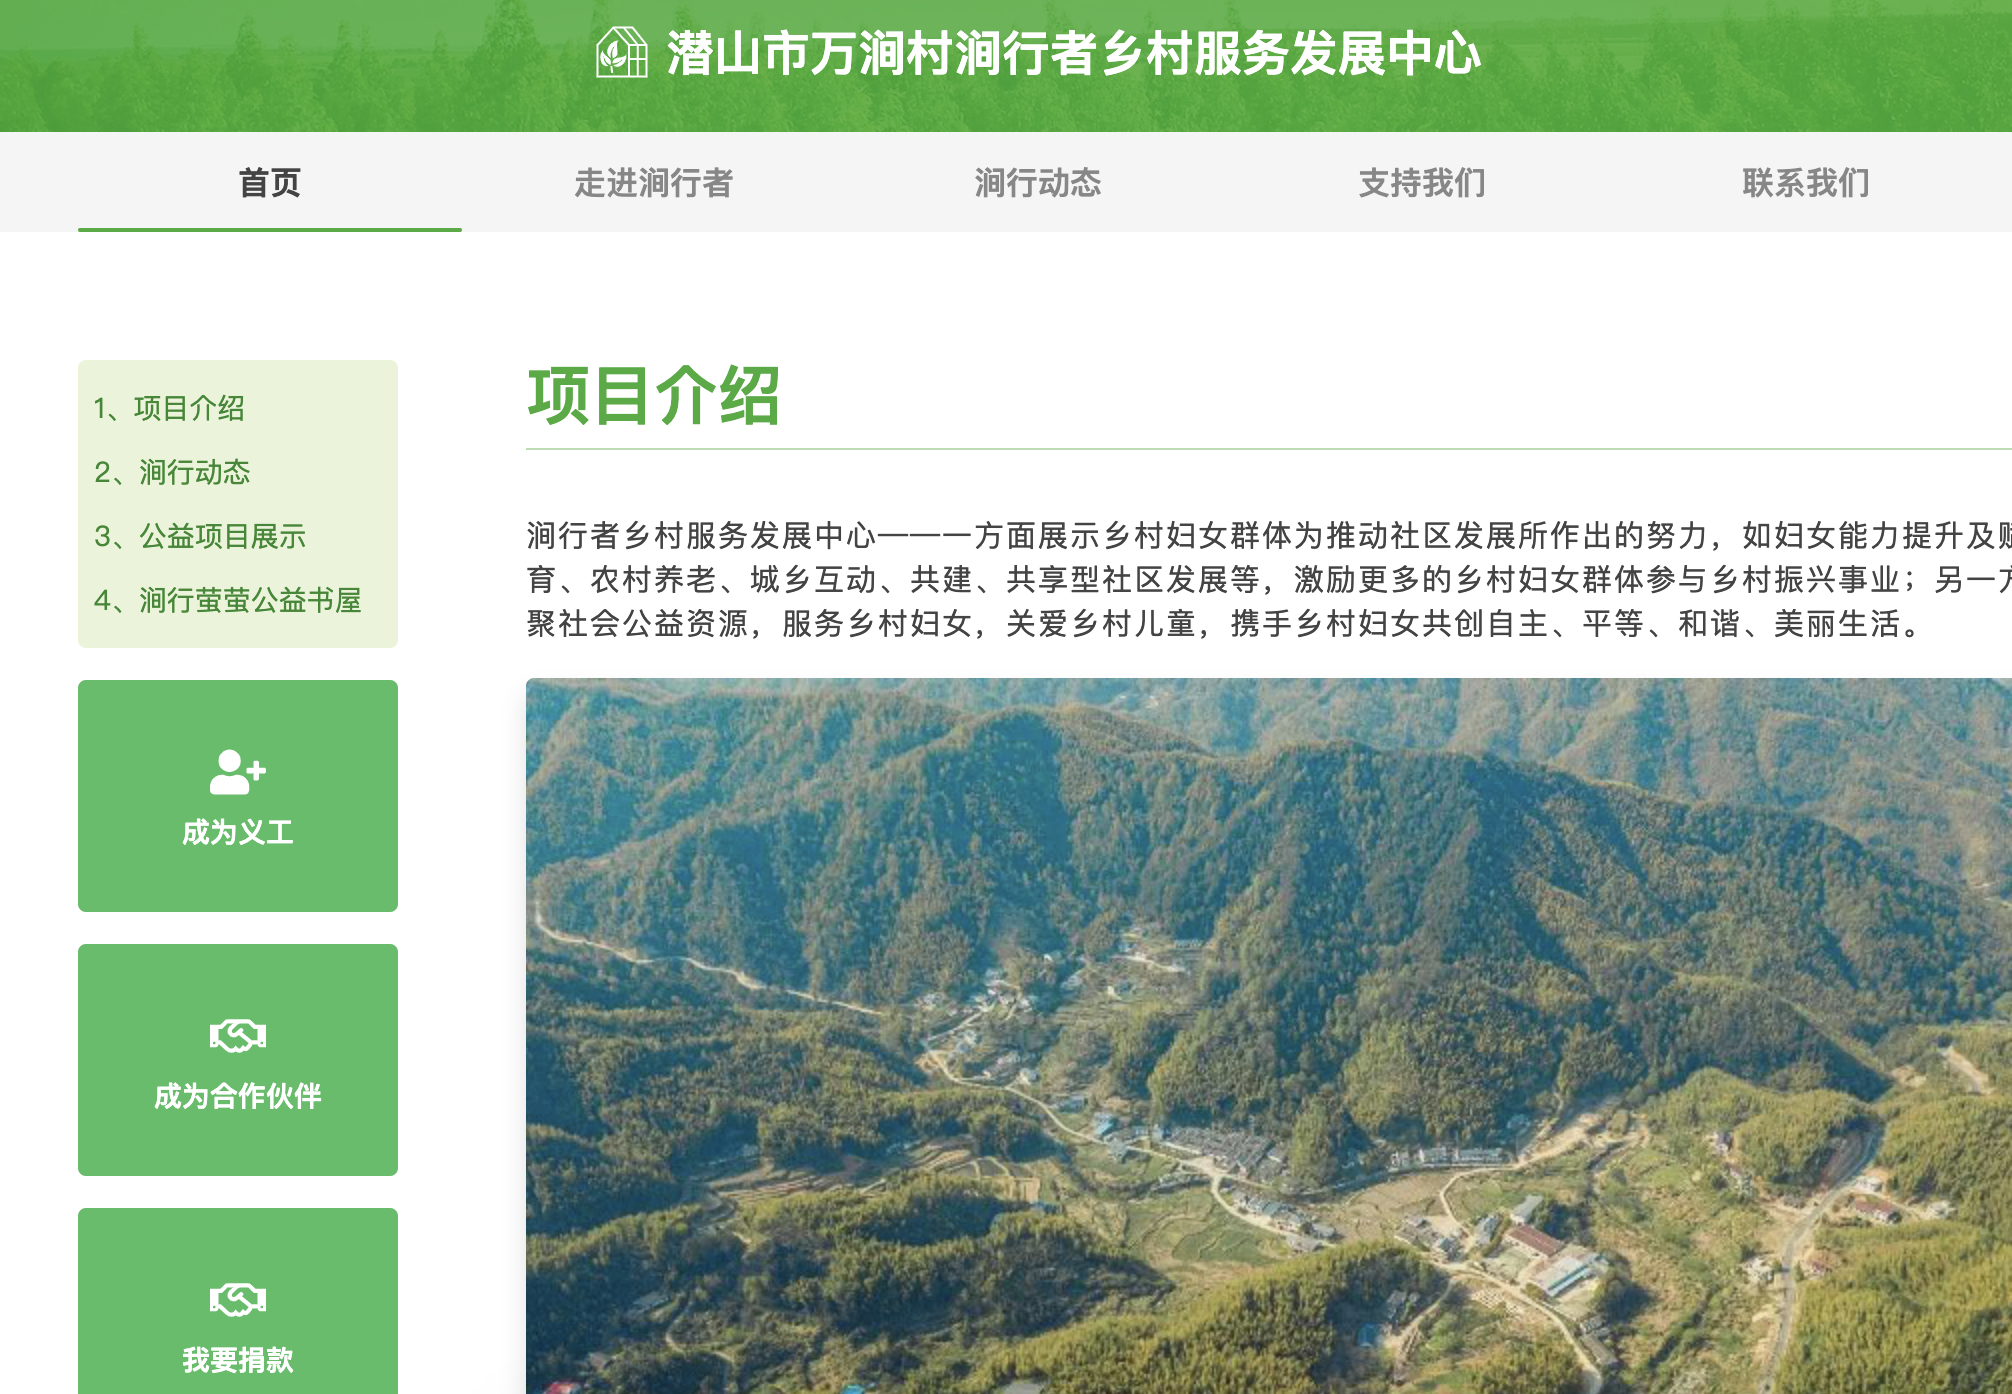 潜山市万涧村涧行者乡村服务发展中心
首页
走进涧行者
涧行动态
支持我们
联系我们
1、项目介绍
2、涧行动态
3、公益项目展示
4、涧行萤萤公益书屋
成为义工
成为合作伙伴
我要捐款
项目介绍
涧行者乡村服务发展中心——一方面展示乡村妇女群体为推动社区发展所作出的努力，如妇女能力提升及
育、农村养老、城乡互动、共建、共享型社区发展等，激励更多的乡村妇女群体参与乡村振兴事业；另一方
聚社会公益资源，服务乡村妇女，关爱乡村儿童，携手乡村妇女共创自主、平等、和谐、美丽生活。